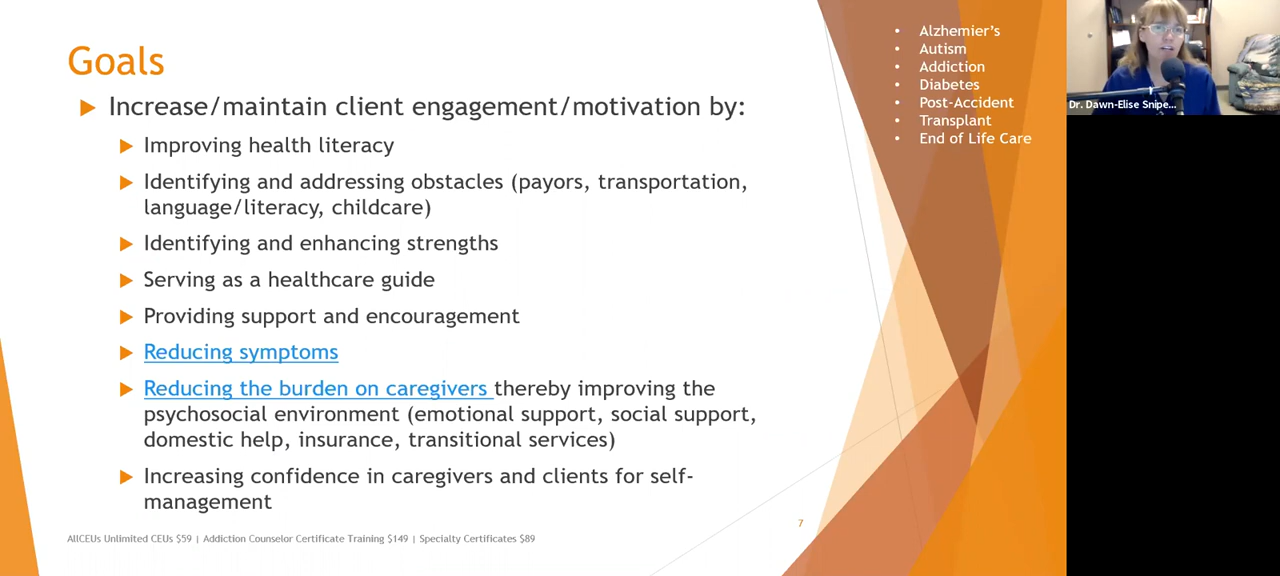 Goals
Increase/maintain client engagement/motivation by:
Improving health literacy
Identifying and addressing obstacles (payors, transportation,
language/literacy, childcare)
Identifying and enhancing strengths
Serving as a healthcare guide
Providing support and encouragement
Reducing symptoms
Reducing the burden on caregivers thereby improving the
psychosocial environment (emotional support, social support,
domestic help, insurance, transitional services)
Increasing confidence in caregivers and clients for self-
management
AllCEUs Unlimited CEUs $59 | Addiction Counselor Certificate Training $149 | Specialty Certificates $89
7
• Alzhemier's
• Autism
• Addiction
• Diabetes
• Post-Accident
• Transplant
• End of Life Care
Dr. Dawn-Elise Snipe...